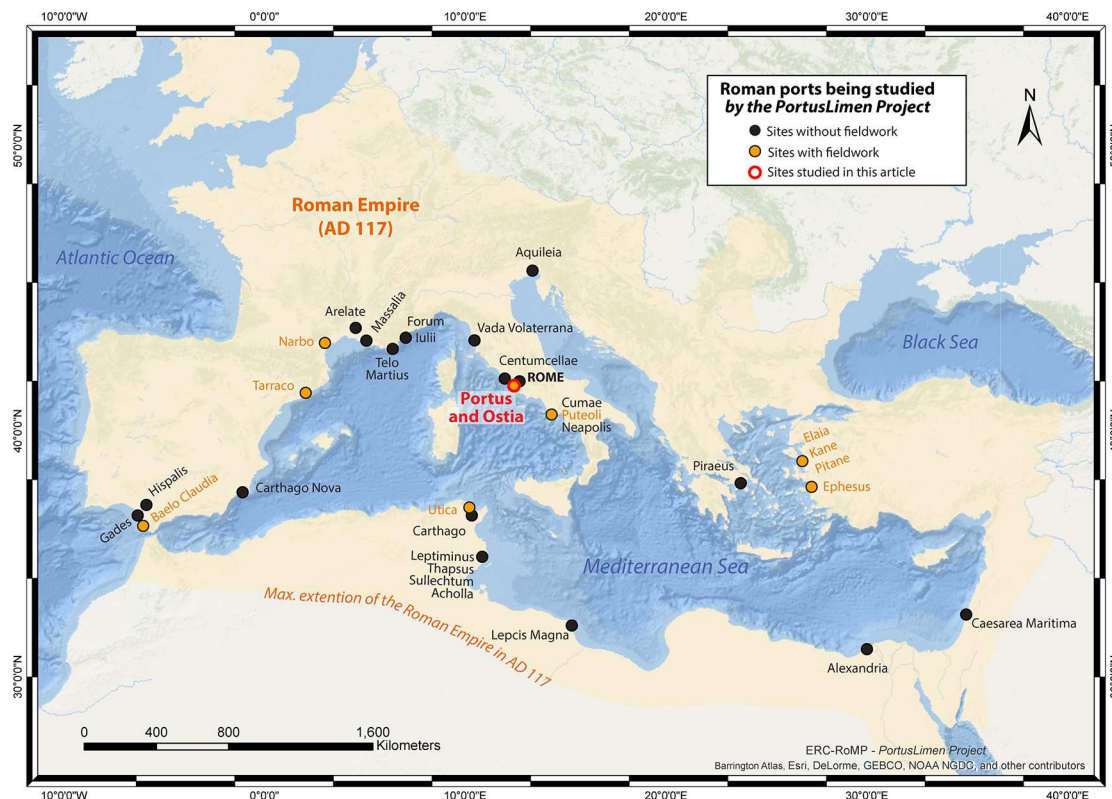 10°0'0"W 0°0'0" 10°0'0"E 20°0'0"E 30°0'0"E 40°0'0"E
Roman ports being studied
by the PortusLimen Project
Sites without fieldwork
Sites with fieldwork
Sites studied in this article
N
50°0'0"N
Roman Empire
(AD 117)
Atlantic Ocean
Aquileia
Arelate
Massalia
Forum
Iulii
Vada Volaterrana
Narbo
Telo
Martius
Black Sea
Centumcellae
ROME
Tarraco
Portus
and Ostia
Cumae
Puteoli
Neapolis
40°0'0"N
Elaia
Kane
Pitane
Piraeus
Ephesus
Hispalis
Baelo Claudia
Gades
Carthago Nova
Utica
Carthago
Leptiminus
Thapsus
Sullechtum
Acholla
Mediterranean Sea
Max. extention of the Roman Empire in AD 117
Lepcis Magna
Caesarea Maritima
Alexandria
30°0'0"N
0 400 800 1,600
Kilometers
ERC-RoMP - PortusLimen Project
Barrington Atlas, Esri, DeLorme, GEBCO, NOAA NGDC, and other contributors
10°0'0"W 0°0'0" 10°0'0"E 20°0'0"E 30°0'0"E 40°0'0"E